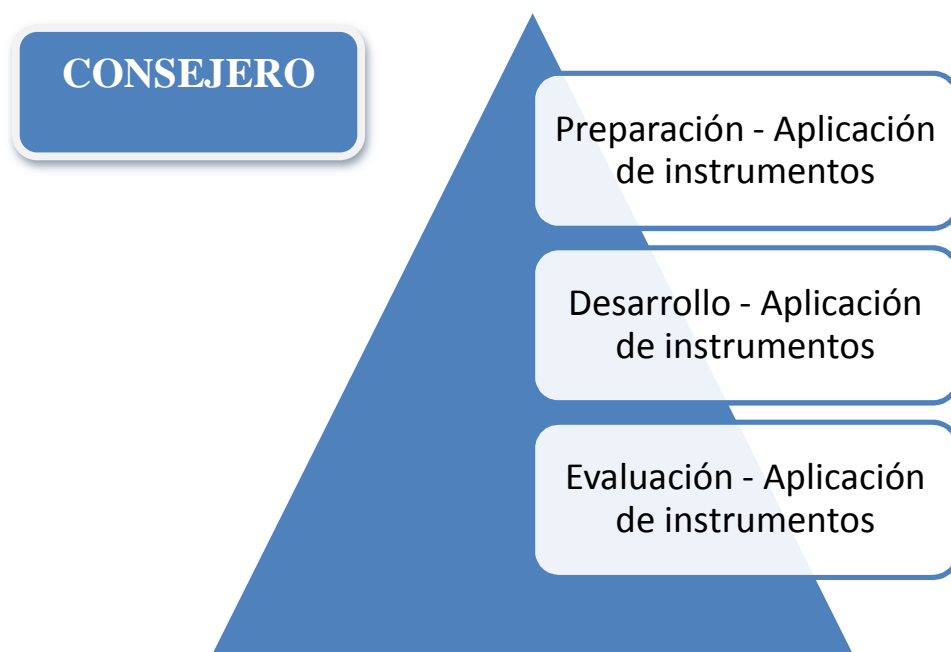 CONSEJERO
Preparación - Aplicación
de instrumentos
Desarrollo - Aplicación
de instrumentos
Evaluación - Aplicación
de instrumentos